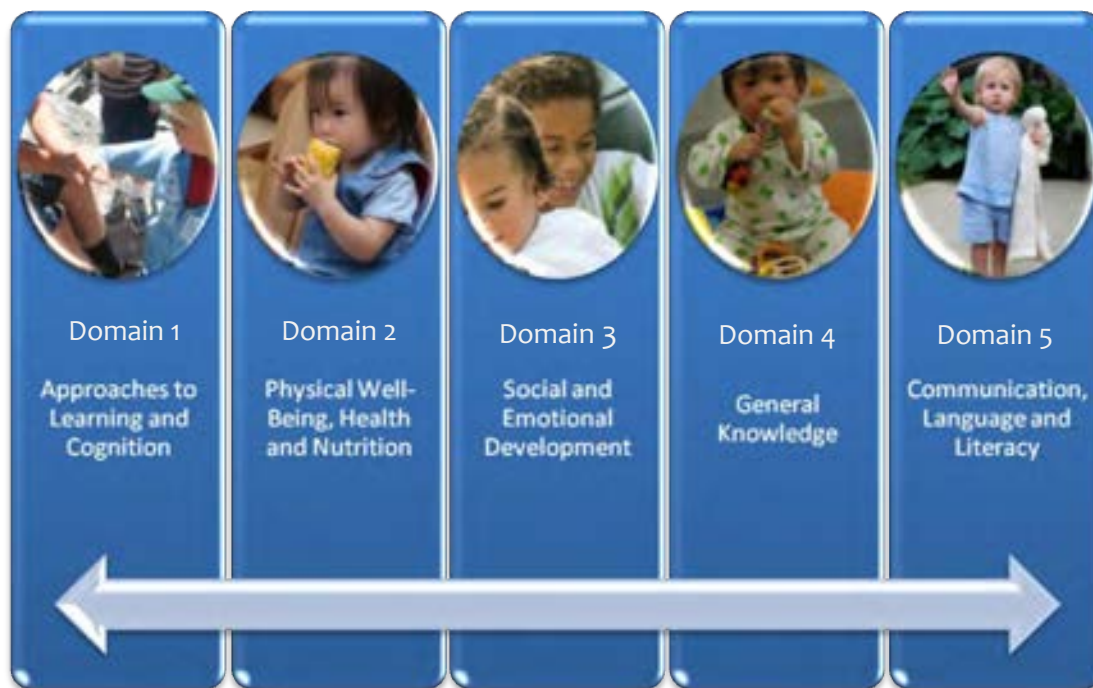 Domain 1
Approaches to
Learning and
Cognition
Domain 2
Physical Well-
Being, Health
and Nutrition
Domain 3
Social and
Emotional
Development
Domain 4
General
Knowledge
Domain 5
Communication,
Language and
Literacy